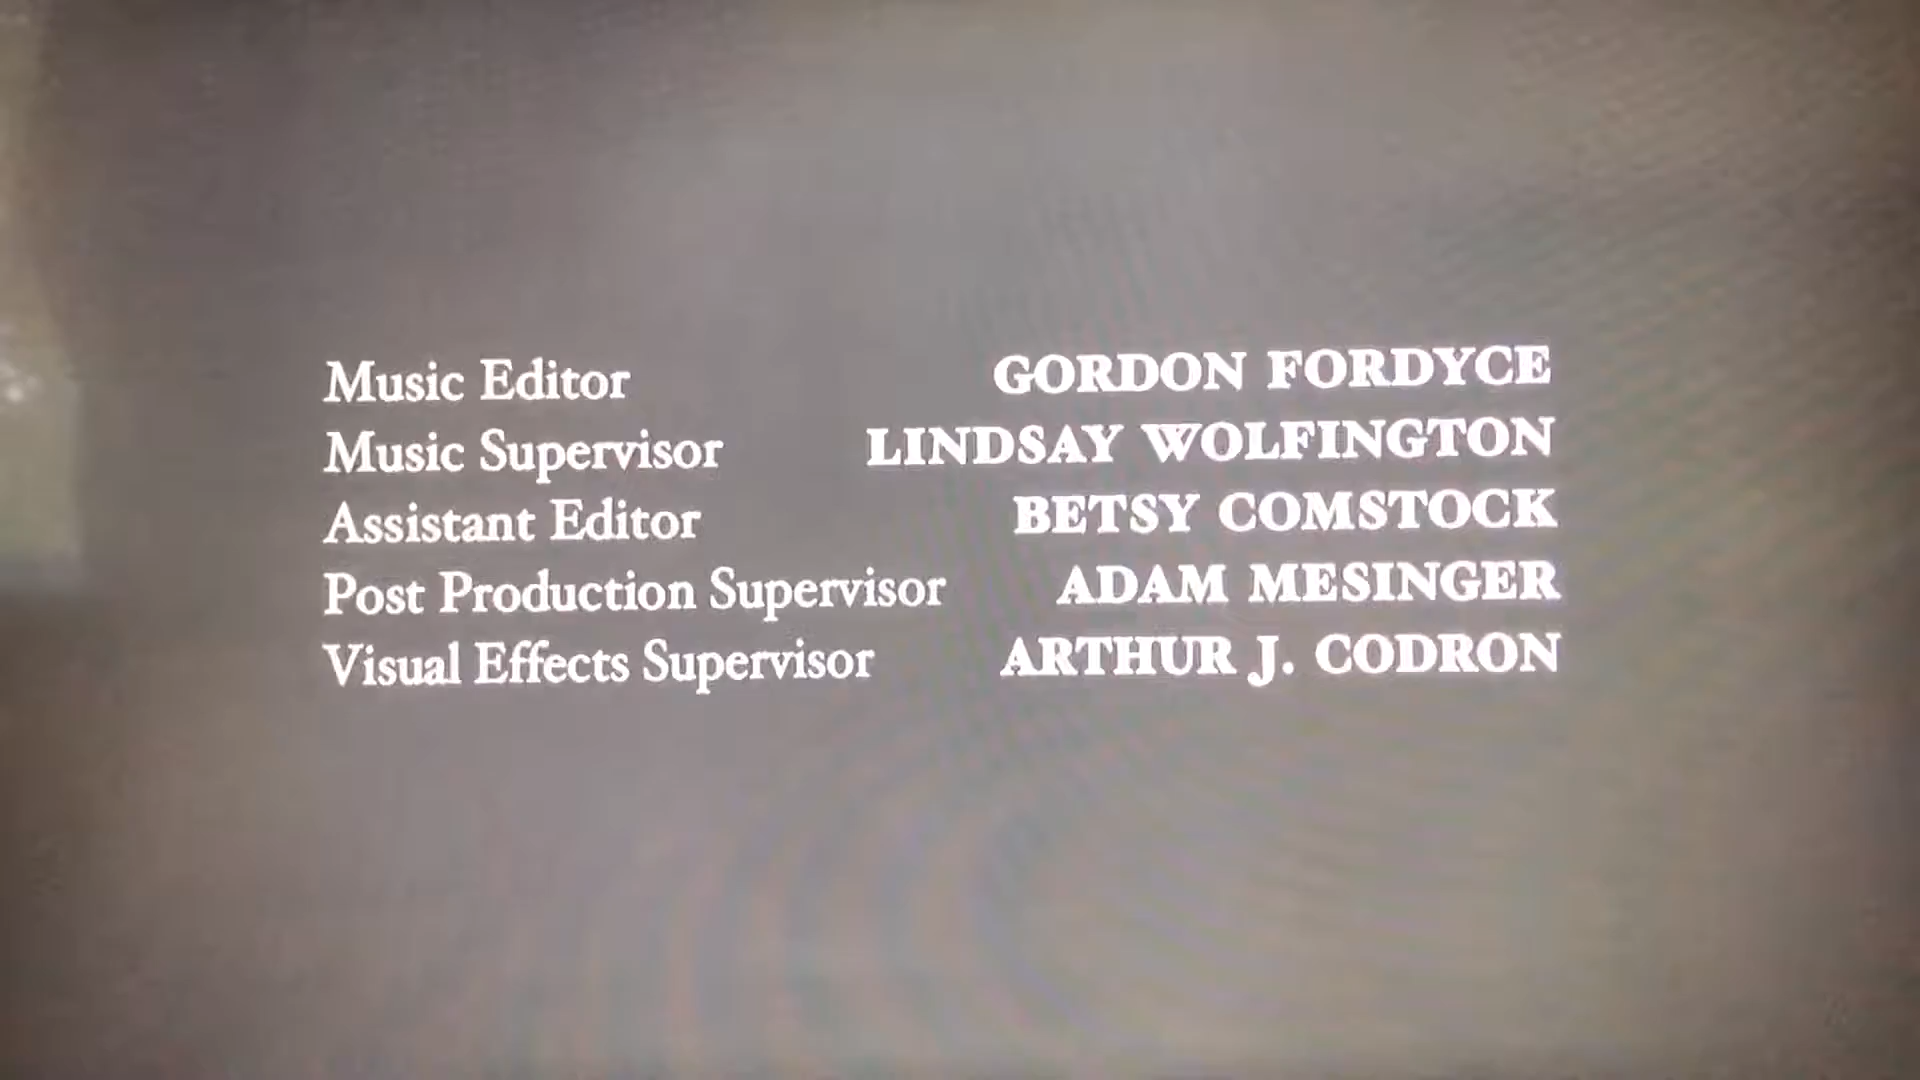 Music Editor GORDON FORDYCE
Music Supervisor LINDSAY WOLFINGTON
Assistant Editor BETSY COMSTOCK
Post Production Supervisor ADAM MESINGER
Visual Effects Supervisor ARTHUR J. CODRON